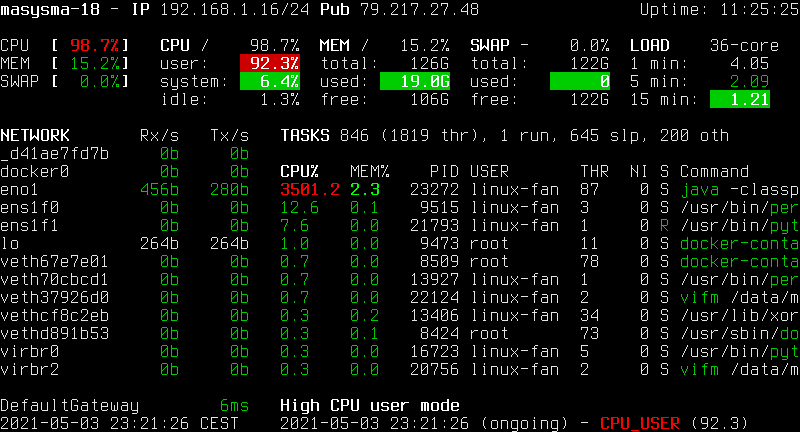 masysma-18 - IP 192.168.1.16/24 Pub 79.217.27.48 Uptime: 11:25:25
CPU [ 98.7%] CPU / 98.7% MEM / 15.2% SWAP - 0.0% LOAD 36-core
MEM [ 15.2%] user: 92.3% total: 126G total: 122G 1 min: 4.05
SWAP [ 0.0%] system: 6.4% used: 19.0G used: 0 5 min: 2.09
idle: 1.3% free: 106G free: 122G 15 min: 1.21
NETWORK Rx/s Tx/s TASKS 846 (1819 thr), 1 run, 645 slp, 200 oth
_d41ae7fd7b 0b 0b
docker0 0b 0b CPU% MEM% PID USER THR NI S Command
eno1 456b 280b 3501.2 2.3 23272 linux-fan 87 0 S java -classp
ens1f0 0b 0b 12.6 0.1 9515 linux-fan 3 0 S /usr/bin/per
ens1f1 0b 0b 7.6 0.0 21793 linux-fan 1 0 R /usr/bin/pyt
lo 264b 264b 1.0 0.0 9473 root 11 0 S docker-conta
veth67e7e01 0b 0b 0.7 0.0 8509 root 78 0 S docker-conta
veth70cbcd1 0b 0b 0.7 0.0 13927 linux-fan 1 0 S /usr/bin/per
veth37926d0 0b 0b 0.7 0.0 22124 linux-fan 2 0 S vifm /data/m
vethcf8c2eb 0b 0b 0.3 0.2 13406 linux-fan 34 0 S /usr/lib/xor
vethd891b53 0b 0b 0.3 0.1 8424 root 73 0 S /usr/sbin/do
virbr0 0b 0b 0.3 0.0 16723 linux-fan 5 0 S /usr/bin/pyt
virbr2 0b 0b 0.3 0.0 20756 linux-fan 2 0 S vifm /data/m
DefaultGateway 6ms High CPU user mode
2021-05-03 23:21:26 CEST 2021-05-03 23:21:26 (ongoing) - CPU_USER (92.3)